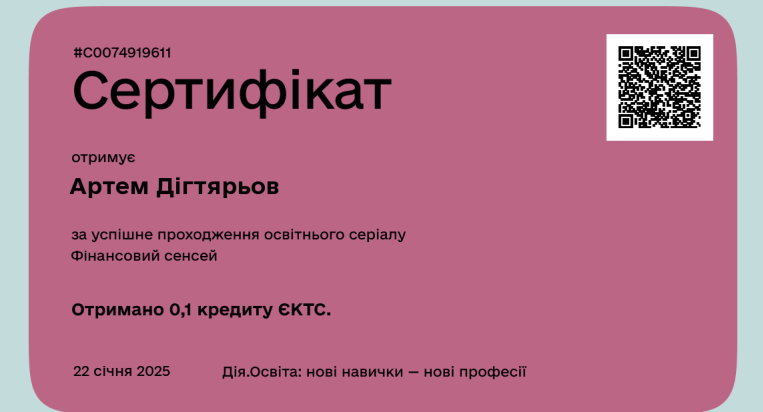 #C0074919611
Сертифікат
отримує
Артем Дігтярьов
за успішне проходження освітнього серіалу
Фінансовий сенсей
Отримано 0,1 кредиту ЄКТС.
22 січня 2025
Дія.Освіта: нові навички — нові професії